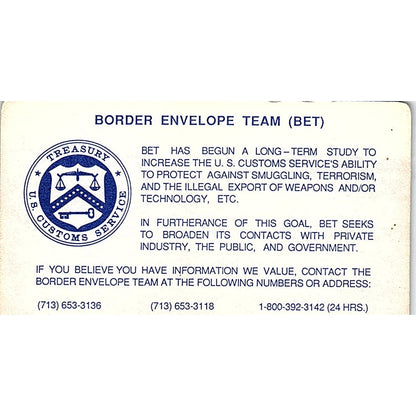 BORDER ENVELOPE TEAM (BET)
TREASURY
U.S. CUSTOMS SERVICE
BET HAS BEGUN A LONG-TERM STUDY TO
INCREASE THE U. S. CUSTOMS SERVICE'S ABILITY
TO PROTECT AGAINST SMUGGLING, TERRORISM,
AND THE ILLEGAL EXPORT OF WEAPONS AND/OR
TECHNOLOGY, ETC.
IN FURTHERANCE OF THIS GOAL, BET SEEKS
TO BROADEN ITS CONTACTS WITH PRIVATE
INDUSTRY, THE PUBLIC, AND GOVERNMENT.
IF YOU BELIEVE YOU HAVE INFORMATION WE VALUE, CONTACT THE
BORDER ENVELOPE TEAM AT THE FOLLOWING NUMBERS OR ADDRESS:
(713) 653-3136 (713) 653-3118 1-800-392-3142 (24 HRS.)